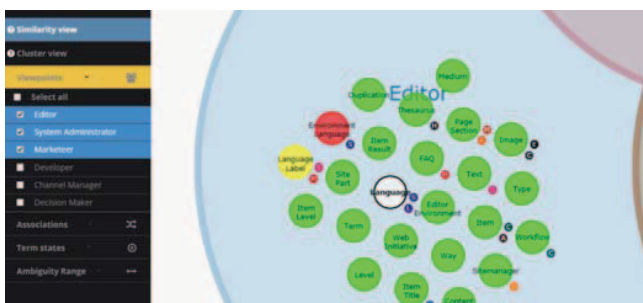 Similarity view
Cluster view
Viewpoints
Select all
Editor
System Administrator
Marketeer
Developer
Channel Manager
Decision Maker
Associations
Term states
Ambiguity Range
Editor
Medium
Duplication
Thesaurus
Environment
Language
Page
Section
Image
Item
Result
Language
Label
FAQ
Site
Part
Text
Type
Language
Editor
Environment
Item
Level
Term
Web
Initiative
Item
Workflow
Way
Level
Sitemanager
Item
Title
Content